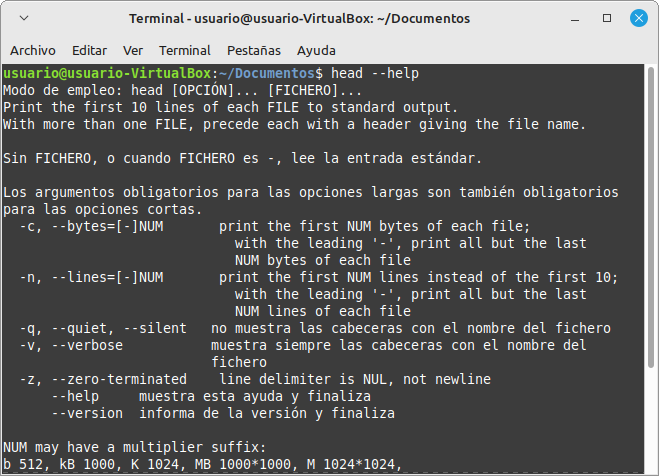 Terminal - usuario@usuario-VirtualBox: ~/Documentos
Archivo Editar Ver Terminal Pestañas Ayuda
usuario@usuario-VirtualBox:~/Documentos$ head --help
Modo de empleo: head [OPCIÓN]... [FICHERO]...
Print the first 10 lines of each FILE to standard output.
With more than one FILE, precede each with a header giving the file name.
Sin FICHERO, o cuando FICHERO es -, lee la entrada estándar.
Los argumentos obligatorios para las opciones largas son también obligatorios
para las opciones cortas.
-c, --bytes=[-]NUM print the first NUM bytes of each file;
with the leading '-', print all but the last
NUM bytes of each file
-n, --lines=[-]NUM print the first NUM lines instead of the first 10;
with the leading '-', print all but the last
NUM lines of each file
-q, --quiet, --silent no muestra las cabeceras con el nombre del fichero
-v, --verbose muestra siempre las cabeceras con el nombre del
fichero
-z, --zero-terminated line delimiter is NUL, not newline
--help muestra esta ayuda y finaliza
--version informa de la versión y finaliza
NUM may have a multiplier suffix:
b 512, kB 1000, K 1024, MB 1000*1000, M 1024*1024,